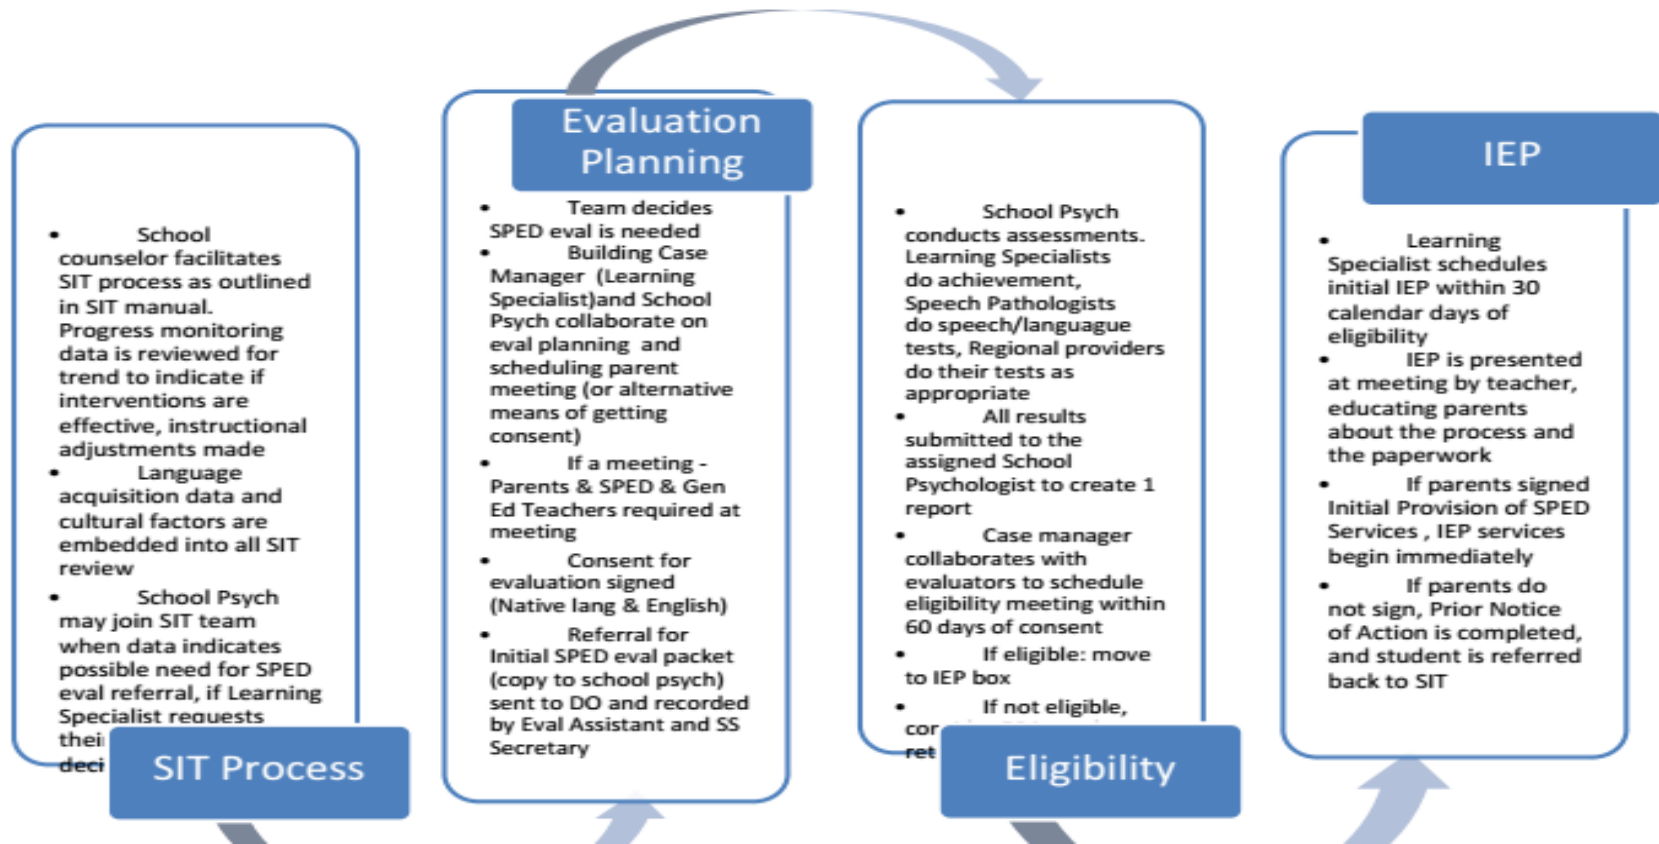 • School
counselor facilitates
SIT process as outlined
in SIT manual.
Progress monitoring
data is reviewed for
trend to indicate if
interventions are
effective, instructional
adjustments made
• Language
acquisition data and
cultural factors are
embedded into all SIT
review
• School Psych
may join SIT team
when data indicates
possible need for SPED
eval referral, if Learning
Specialist requests
SIT Process
Evaluation
Planning
• Team decides
SPED eval is needed
• Building Case
Manager (Learning
Specialist)and School
Psych collaborate on
eval planning and
scheduling parent
meeting (or alternative
means of getting
consent)
• If a meeting -
Parents & SPED & Gen
Ed Teachers required at
meeting
• Consent for
evaluation signed
(Native lang & English)
• Referral for
Initial SPED eval packet
(copy to school psych)
sent to DO and recorded
by Eval Assistant and SS
Secretary
• School Psych
conducts assessments.
Learning Specialists
do achievement,
Speech Pathologists
do speech/languague
tests, Regional providers
do their tests as
appropriate
• All results
submitted to the
assigned School
Psychologist to create 1
report
• Case manager
collaborates with
evaluators to schedule
eligibility meeting within
60 days of consent
• If eligible: move
to IEP box
• If not eligible,
Eligibility
IEP
• Learning
Specialist schedules
initial IEP within 30
calendar days of
eligibility
• IEP is presented
at meeting by teacher,
educating parents
about the process and
the paperwork
• If parents signed
Initial Provision of SPED
Services , IEP services
begin immediately
• If parents do
not sign, Prior Notice
of Action is completed,
and student is referred
back to SIT